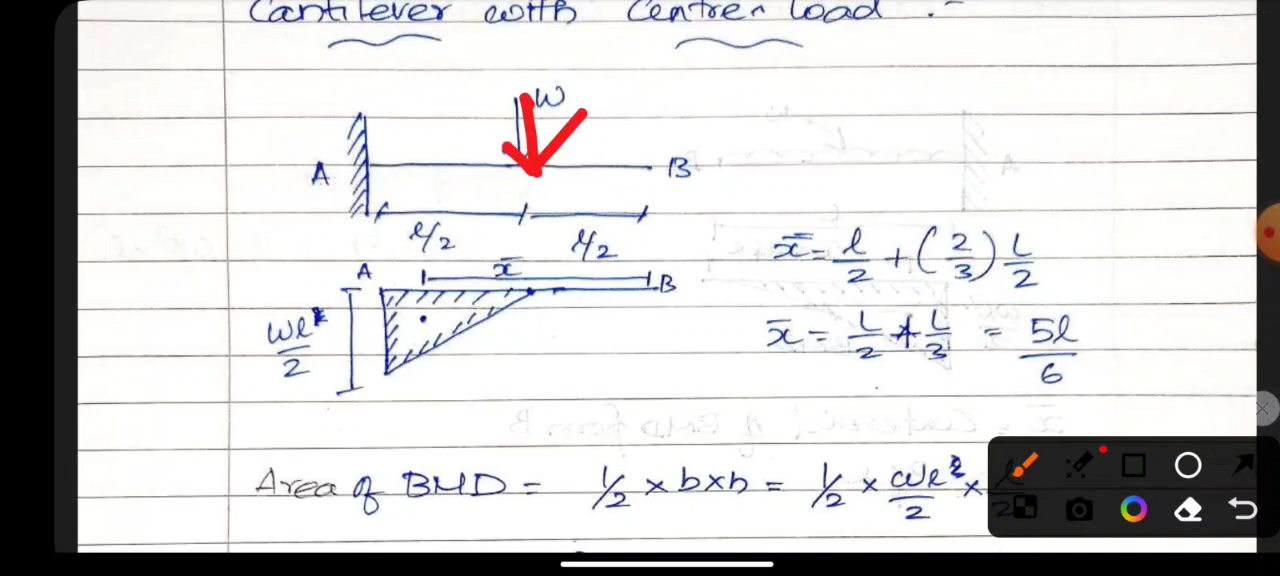 Cantilever with Center load :-
W
A B
l/2 l/2
x̄ = l/2 + (2/3) L/2
A x̄ B
Wl/2
x̄ = L/2 + L/3 = 5l/6
Area of BMD = 1/2 × b × h = 1/2 × Wl/2 ×